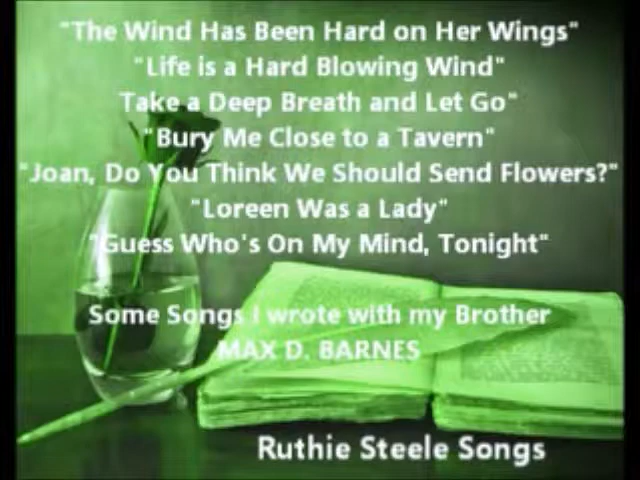 "The Wind Has Been Hard on Her Wings"
"Life is a Hard Blowing Wind"
Take a Deep Breath and Let Go"
"Bury Me Close to a Tavern"
"Joan, Do You Think We Should Send Flowers?"
"Loreen Was a Lady"
"Guess Who's On My Mind, Tonight"
Some Songs I wrote with my Brother
MAX D. BARNES
Ruthie Steele Songs